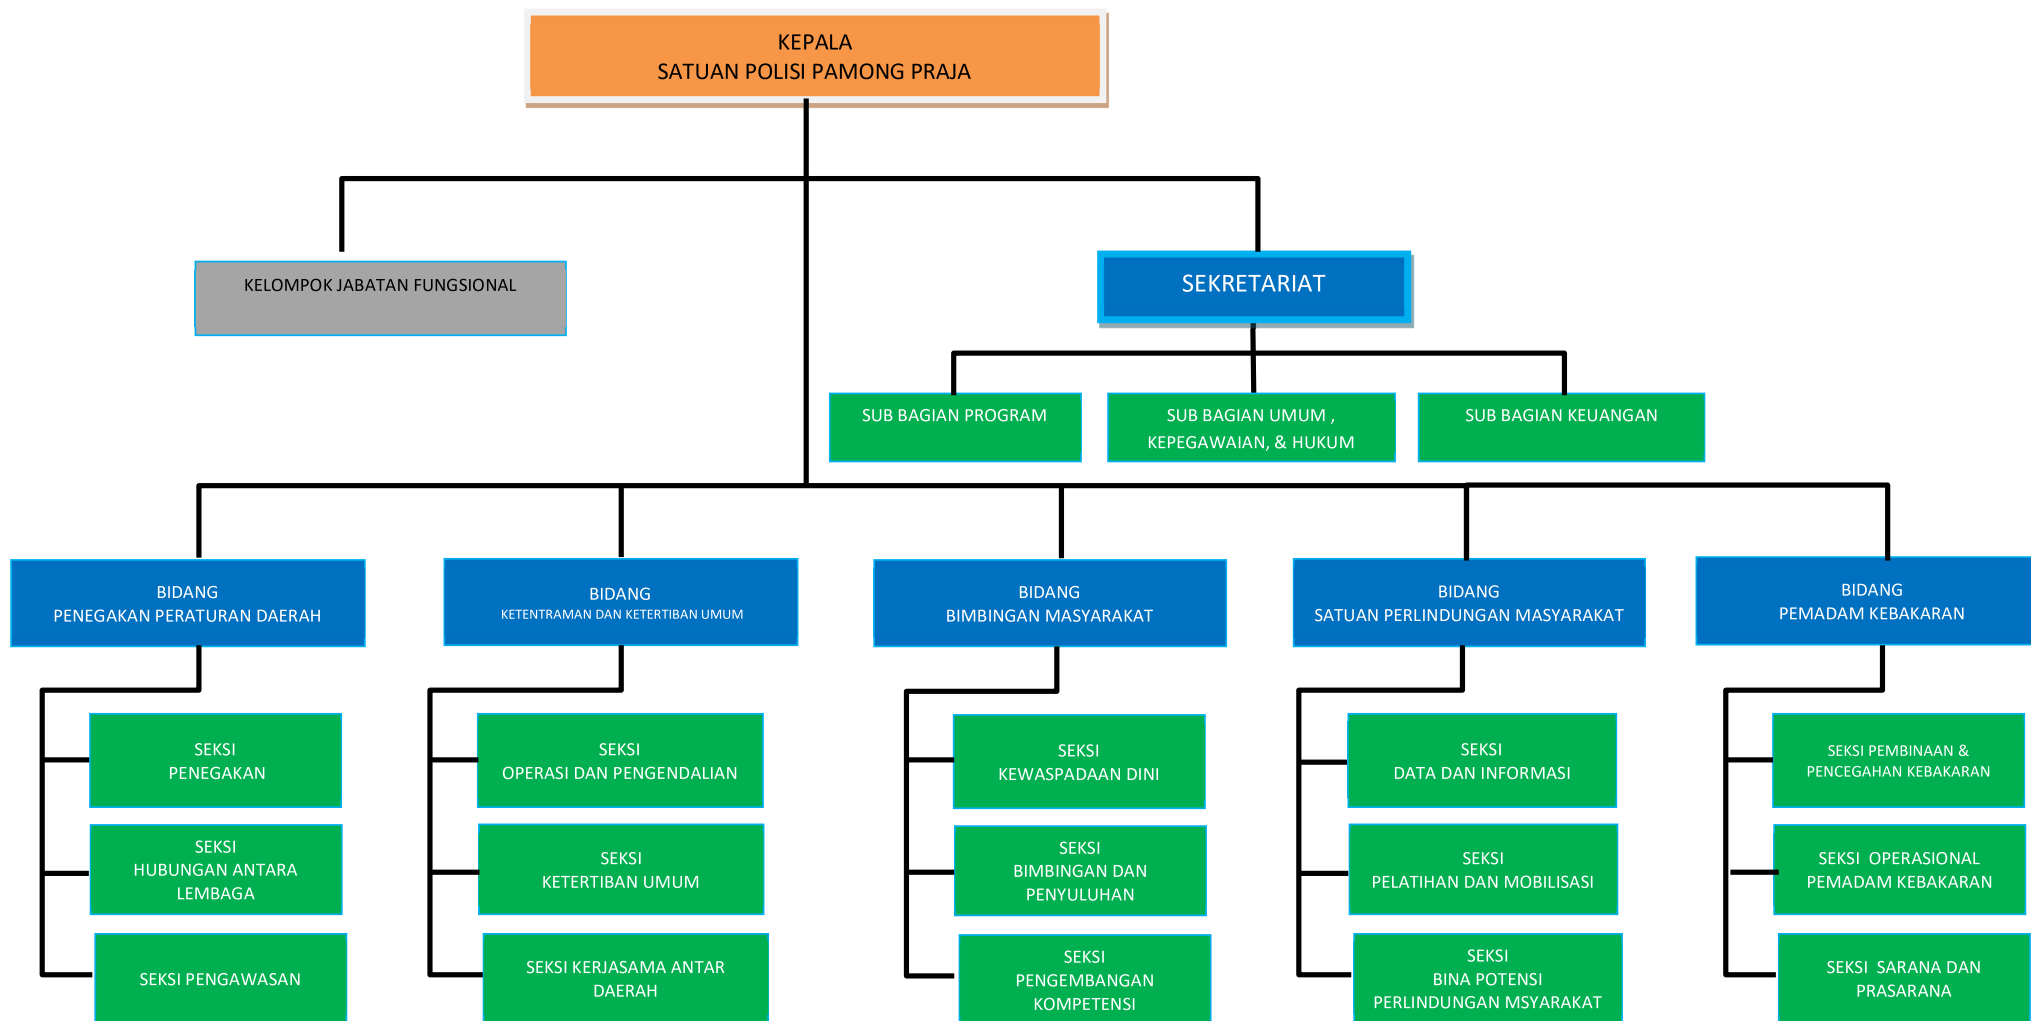 KEPALA
SATUAN POLISI PAMONG PRAJA
KELOMPOK JABATAN FUNGSIONAL
SEKRETARIAT
SUB BAGIAN PROGRAM
SUB BAGIAN UMUM ,
KEPEGAWAIAN, & HUKUM
SUB BAGIAN KEUANGAN
BIDANG
PENEGAKAN PERATURAN DAERAH
BIDANG
KETENTRAMAN DAN KETERTIBAN UMUM
BIDANG
BIMBINGAN MASYARAKAT
BIDANG
SATUAN PERLINDUNGAN MASYARAKAT
BIDANG
PEMADAM KEBAKARAN
SEKSI
PENEGAKAN
SEKSI
OPERASI DAN PENGENDALIAN
SEKSI
KEWASPADAAN DINI
SEKSI
DATA DAN INFORMASI
SEKSI PEMBINAAN &
PENCEGAHAN KEBAKARAN
SEKSI
HUBUNGAN ANTARA
LEMBAGA
SEKSI
KETERTIBAN UMUM
SEKSI
BIMBINGAN DAN
PENYULUHAN
SEKSI
PELATIHAN DAN MOBILISASI
SEKSI  OPERASIONAL
PEMADAM KEBAKARAN
SEKSI PENGAWASAN
SEKSI KERJASAMA ANTAR
DAERAH
SEKSI
PENGEMBANGAN
KOMPETENSI
SEKSI
BINA POTENSI
PERLINDUNGAN MSYARAKAT
SEKSI  SARANA DAN
PRASARANA